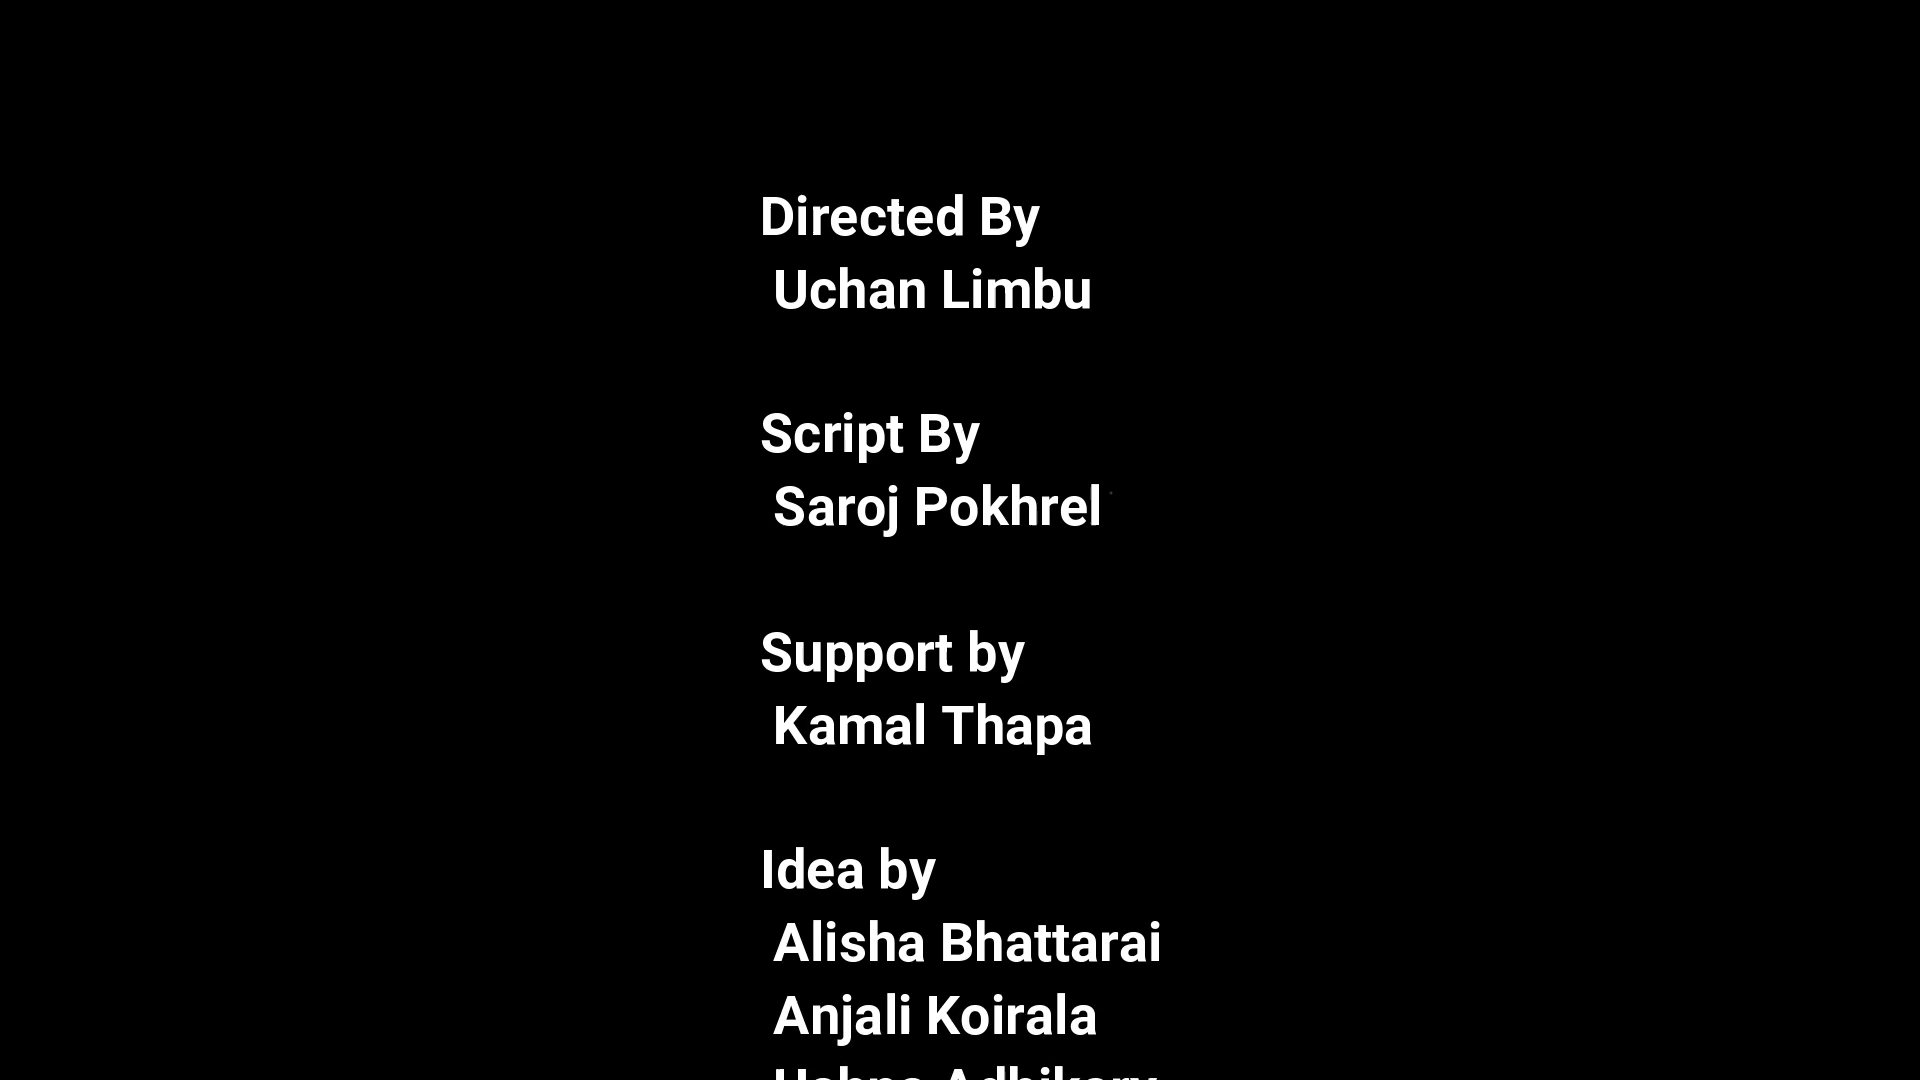 Directed By
Uchan Limbu
Script By
Saroj Pokhrel
Support by
Kamal Thapa
Idea by
Alisha Bhattarai
Anjali Koirala